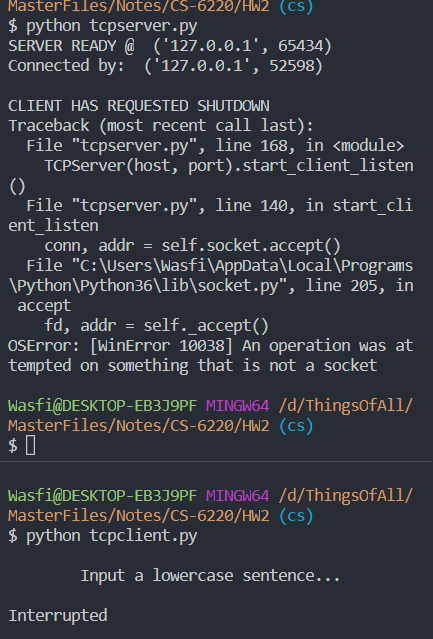 MasterFiles/Notes/CS-6220/HW2 (cs)
$ python tcpserver.py
SERVER READY @  ('127.0.0.1', 65434)
Connected by:  ('127.0.0.1', 52598)
CLIENT HAS REQUESTED SHUTDOWN
Traceback (most recent call last):
  File "tcpserver.py", line 168, in <module>
    TCPServer(host, port).start_client_listen
()
  File "tcpserver.py", line 140, in start_cli
ent_listen
    conn, addr = self.socket.accept()
  File "C:\Users\Wasfi\AppData\Local\Programs
\Python\Python36\lib\socket.py", line 205, in
 accept
    fd, addr = self._accept()
OSError: [WinError 10038] An operation was at
tempted on something that is not a socket
Wasfi@DESKTOP-EB3J9PF MINGW64 /d/ThingsOfAll/
MasterFiles/Notes/CS-6220/HW2 (cs)
$
Wasfi@DESKTOP-EB3J9PF MINGW64 /d/ThingsOfAll/
MasterFiles/Notes/CS-6220/HW2 (cs)
$ python tcpclient.py
        Input a lowercase sentence...
Interrupted